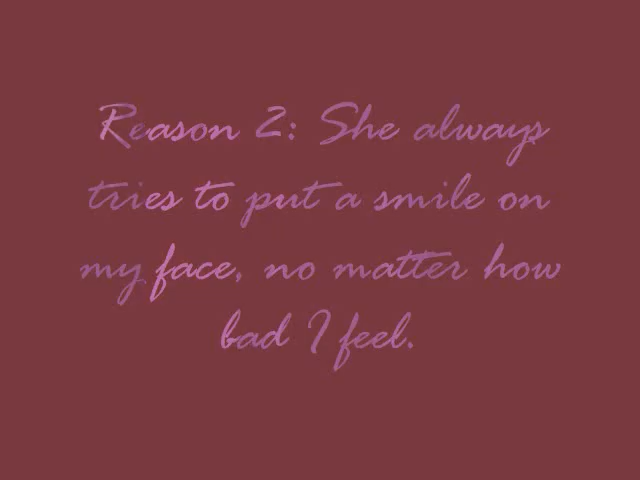 Reason 2: She always
tries to put a smile on
my face, no matter how
bad I feel.